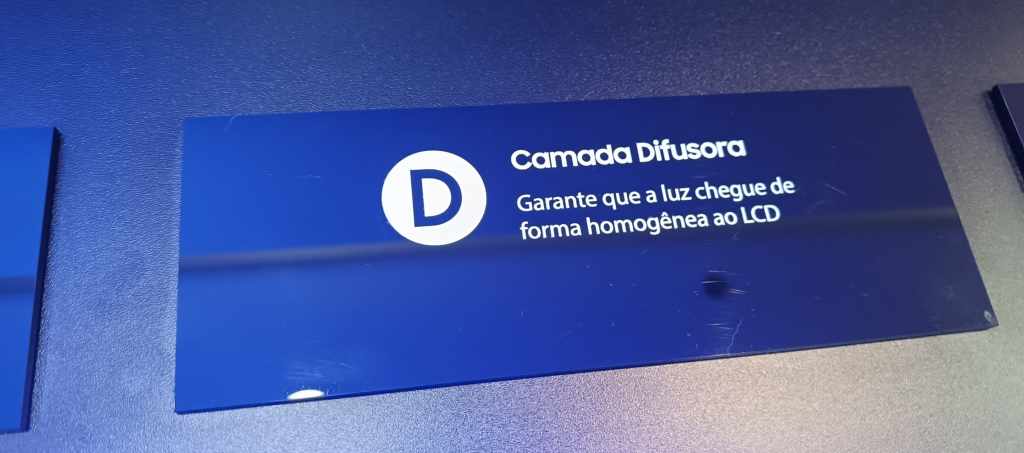 D
Camada Difusora
Garante que a luz chegue de
forma homogênea ao LCD